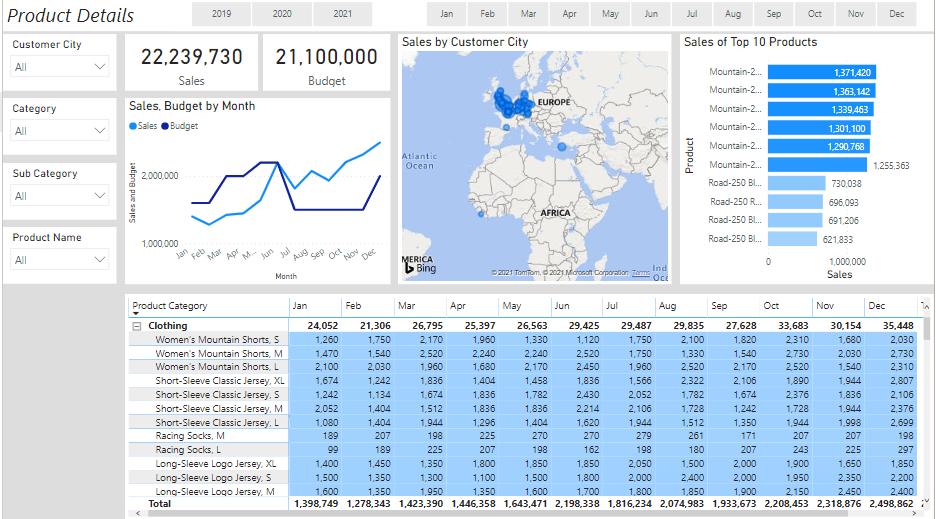 Product Details
2019 2020 2021
Jan Feb Mar Apr May Jun Jul Aug Sep Oct Nov Dec
Customer City
All
Category
All
Sub Category
All
Product Name
All
22,239,730
Sales
21,100,000
Budget
Sales, Budget by Month
Sales Budget
Sales and Budget
2,000,000
1,000,000
Jan Feb Mar Apr M... Jun Jul Aug Sep Oct Nov Dec
Month
Sales by Customer City
EUROPE
Atlantic
Ocean
AFRICA
MERICA
Bing
Ind
Oce
© 2021 TomTom, © 2021 Microsoft Corporation Terms
Sales of Top 10 Products
Product
Mountain-2... 1,371,420
Mountain-2... 1,363,142
Mountain-2... 1,339,463
Mountain-2... 1,301,100
Mountain-2... 1,290,768
Mountain-2... 1,255,363
Road-250 Bl... 730,038
Road-250 R... 696,093
Road-250 Bl... 691,206
Road-250 Bl... 621,833
0 1,000,000
Sales
Product Category Jan Feb Mar Apr May Jun Jul Aug Sep Oct Nov Dec
Clothing 24,052 21,306 26,795 25,397 26,563 29,425 29,487 29,835 27,628 33,683 30,154 35,448
Women's Mountain Shorts, S 1,260 1,750 2,170 1,960 1,330 1,120 1,750 2,100 1,820 2,310 1,680 2,030
Women's Mountain Shorts, M 1,470 1,540 2,520 2,240 2,240 2,520 1,750 1,330 1,540 2,730 2,030 2,730
Women's Mountain Shorts, L 2,100 2,030 1,960 1,680 2,170 2,450 1,960 2,520 2,170 2,520 1,540 2,310
Short-Sleeve Classic Jersey, XL 1,674 1,242 1,836 1,404 1,458 1,836 1,566 2,322 2,106 1,890 1,944 2,807
Short-Sleeve Classic Jersey, S 1,242 1,134 1,674 1,836 1,782 2,430 2,052 1,782 1,674 2,376 1,836 2,106
Short-Sleeve Classic Jersey, M 2,052 1,404 1,512 1,836 1,836 2,214 2,106 1,728 1,242 1,728 1,944 2,376
Short-Sleeve Classic Jersey, L 1,080 1,404 1,944 1,296 1,404 1,620 1,944 1,512 1,350 1,944 1,998 2,699
Racing Socks, M 189 207 198 225 270 270 279 261 171 207 207 198
Racing Socks, L 99 189 225 207 198 162 198 180 207 243 225 297
Long-Sleeve Logo Jersey, XL 1,400 1,450 1,350 1,800 1,850 1,850 2,050 1,500 2,000 1,900 1,650 1,850
Long-Sleeve Logo Jersey, S 1,500 1,350 1,300 1,100 1,500 1,800 2,000 2,400 2,000 1,950 2,350 2,200
Long-Sleeve Logo Jersey, M 1,600 1,350 1,950 1,350 1,600 1,700 1,800 1,950 1,900 2,150 2,450 2,400
Total 1,398,749 1,278,343 1,423,390 1,446,358 1,643,471 2,198,338 1,816,234 2,074,983 1,933,673 2,208,453 2,318,876 2,498,862